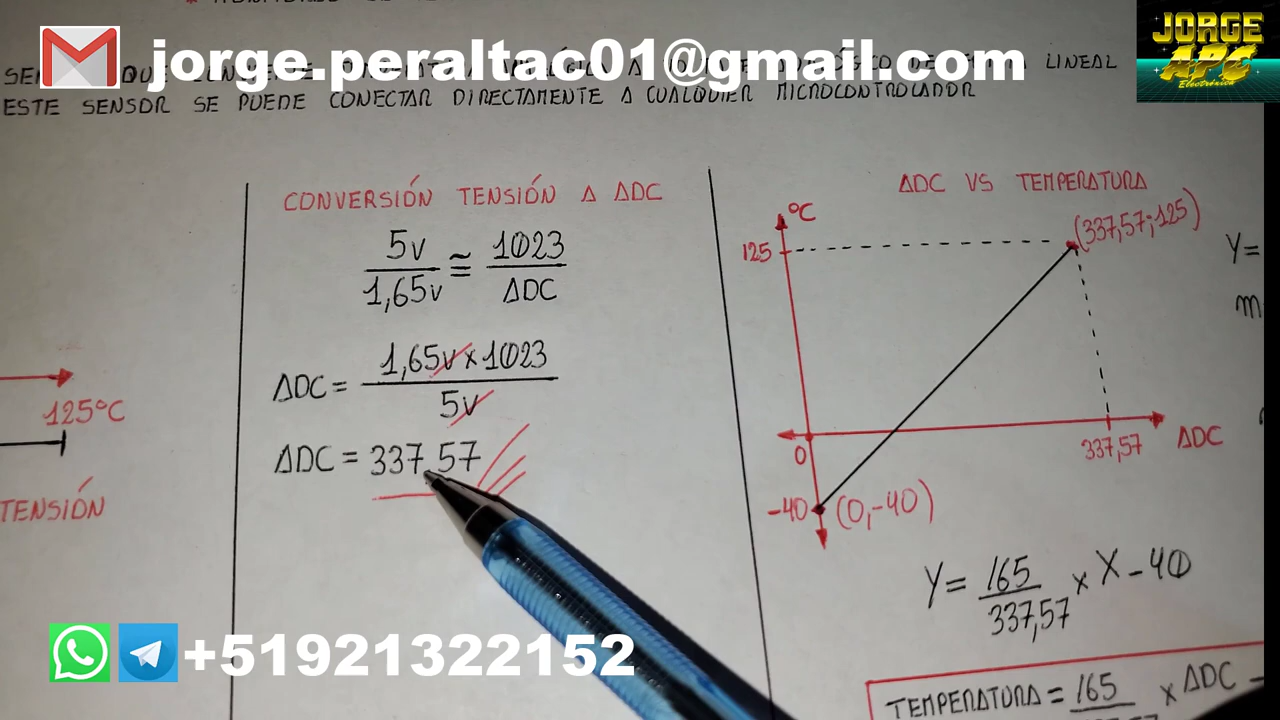 jorge.peraltac01@gmail.com
JORGE
APC
Electrónica
LINEAL
ESTE SENSOR SE PUEDE CONECTAR DIRECTAMENTE A CUALQUIER MICROCONTROLADOR
125°C
TENSIÓN
CONVERSIÓN TENSIÓN A ADC
5v/1,65v ≅ 1023/ADC
ADC = 1,65v x 1023/5v
ADC = 337,57
ADC VS TEMPERATURA
°C
(337,57;125)
125
0
337,57
ADC
-40
(0,-40)
Y = 165/337,57 x X - 40
TEMPERATURA = 165 x ADC -
Y=
m
+51921322152